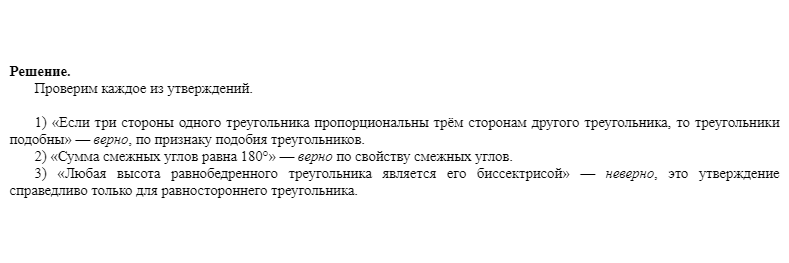 Решение.
Проверим каждое из утверждений.
1) «Если три стороны одного треугольника пропорциональны трём сторонам другого треугольника, то треугольники
подобны» — верно, по признаку подобия треугольников.
2) «Сумма смежных углов равна 180°» — верно по свойству смежных углов.
3) «Любая высота равнобедренного треугольника является его биссектрисой» — неверно, это утверждение
справедливо только для равностороннего треугольника.